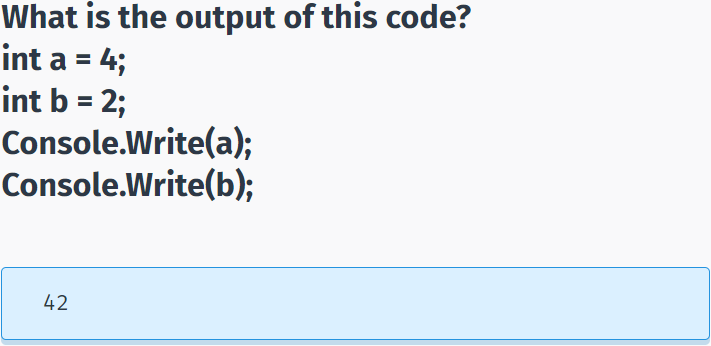 What is the output of this code?
int a = 4;
int b = 2;
Console.Write(a);
Console.Write(b);
42